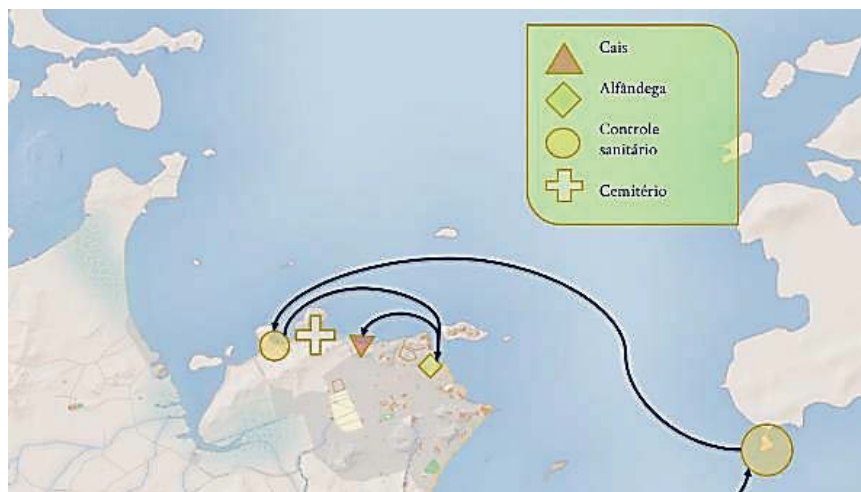 Cais
Alfândega
Controle
sanitário
Cemitério